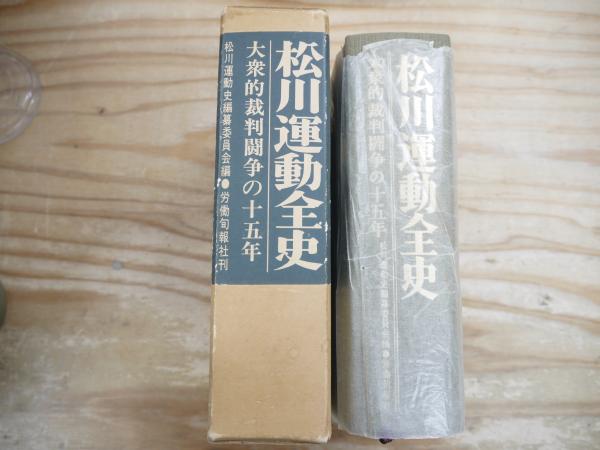 松川運動全史
大衆的裁判闘争の十五年
松川運動史編纂委員会編●労働旬報社刊
松川運動全史
大衆的裁判闘争の十五年